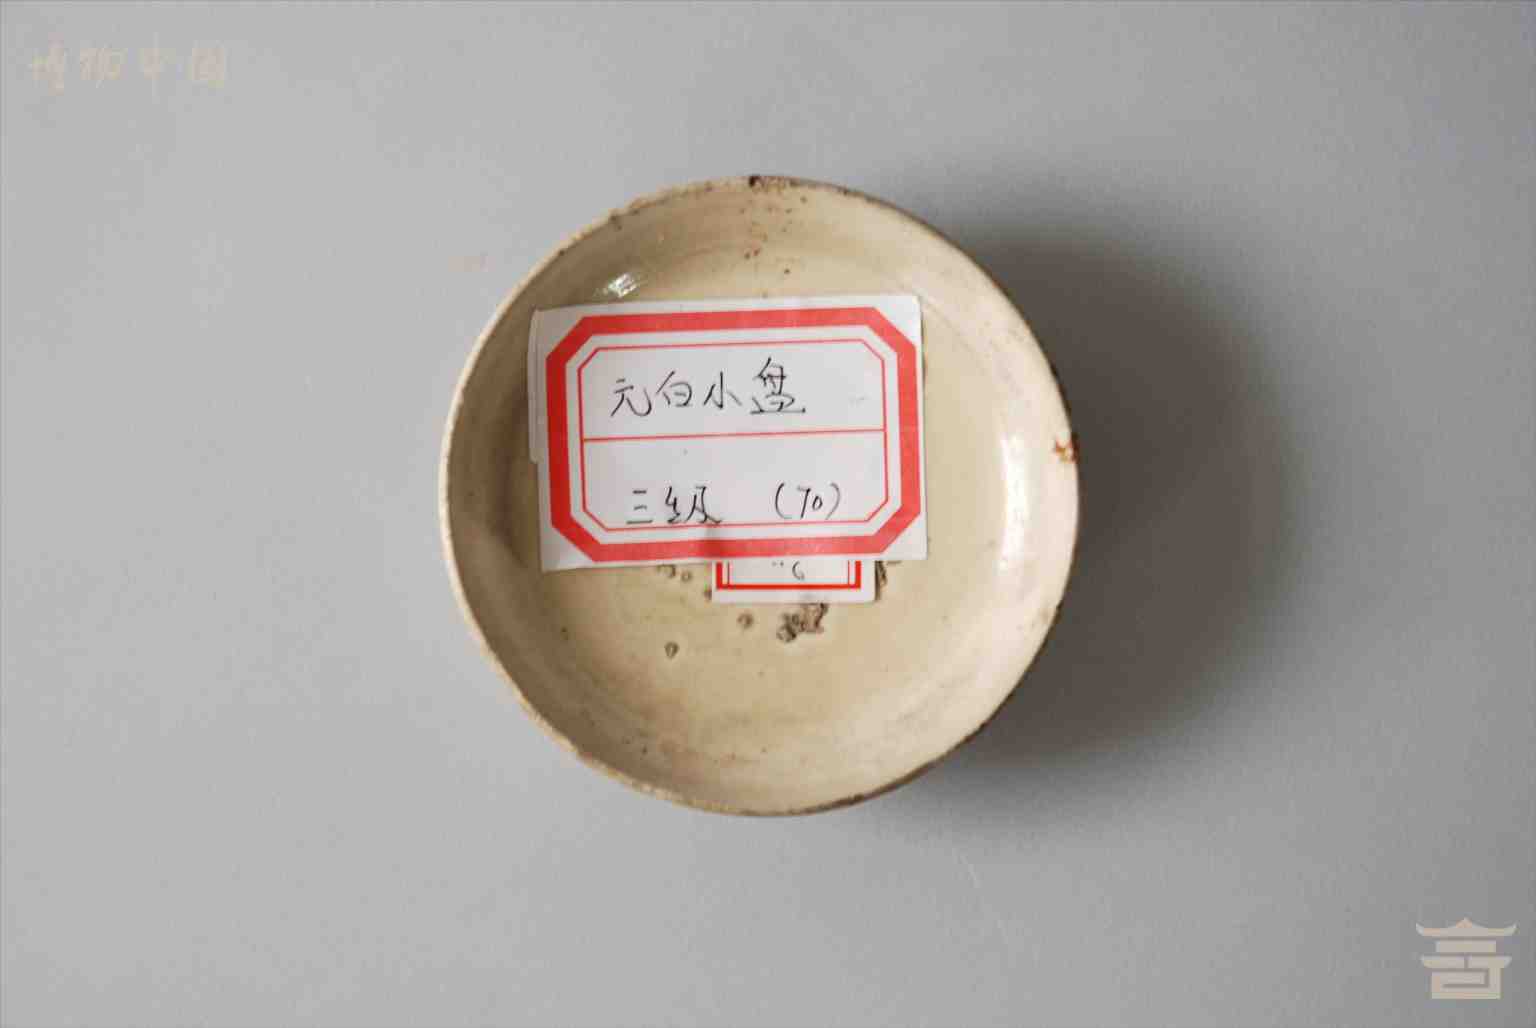 博物中国
元白小盘
三级 (70)